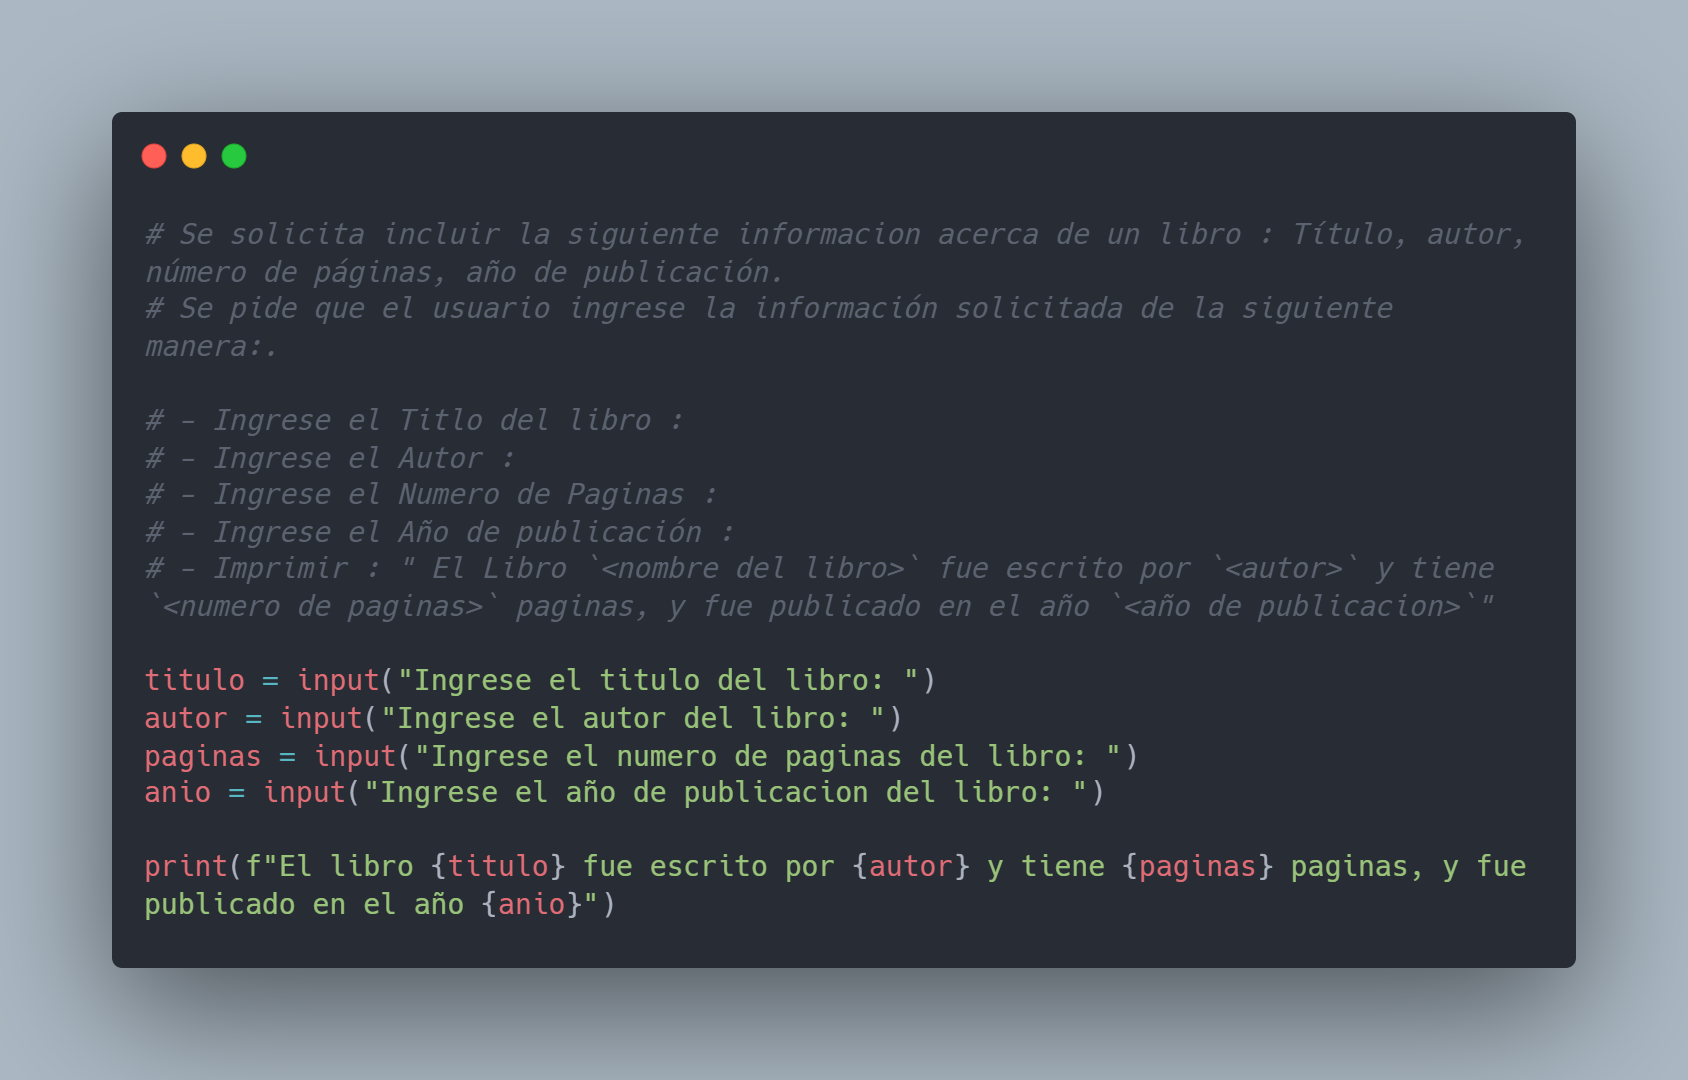 # Se solicita incluir la siguiente informacion acerca de un libro : Título, autor,
número de páginas, año de publicación.
# Se pide que el usuario ingrese la información solicitada de la siguiente
manera:.
# - Ingrese el Titlo del libro :
# - Ingrese el Autor :
# - Ingrese el Numero de Paginas :
# - Ingrese el Año de publicación :
# - Imprimir : " El Libro `<nombre del libro>` fue escrito por `<autor>` y tiene
`<numero de paginas>` paginas, y fue publicado en el año `<año de publicacion>`"
titulo = input("Ingrese el titulo del libro: ")
autor = input("Ingrese el autor del libro: ")
paginas = input("Ingrese el numero de paginas del libro: ")
anio = input("Ingrese el año de publicacion del libro: ")
print(f"El libro {titulo} fue escrito por {autor} y tiene {paginas} paginas, y fue
publicado en el año {anio}")